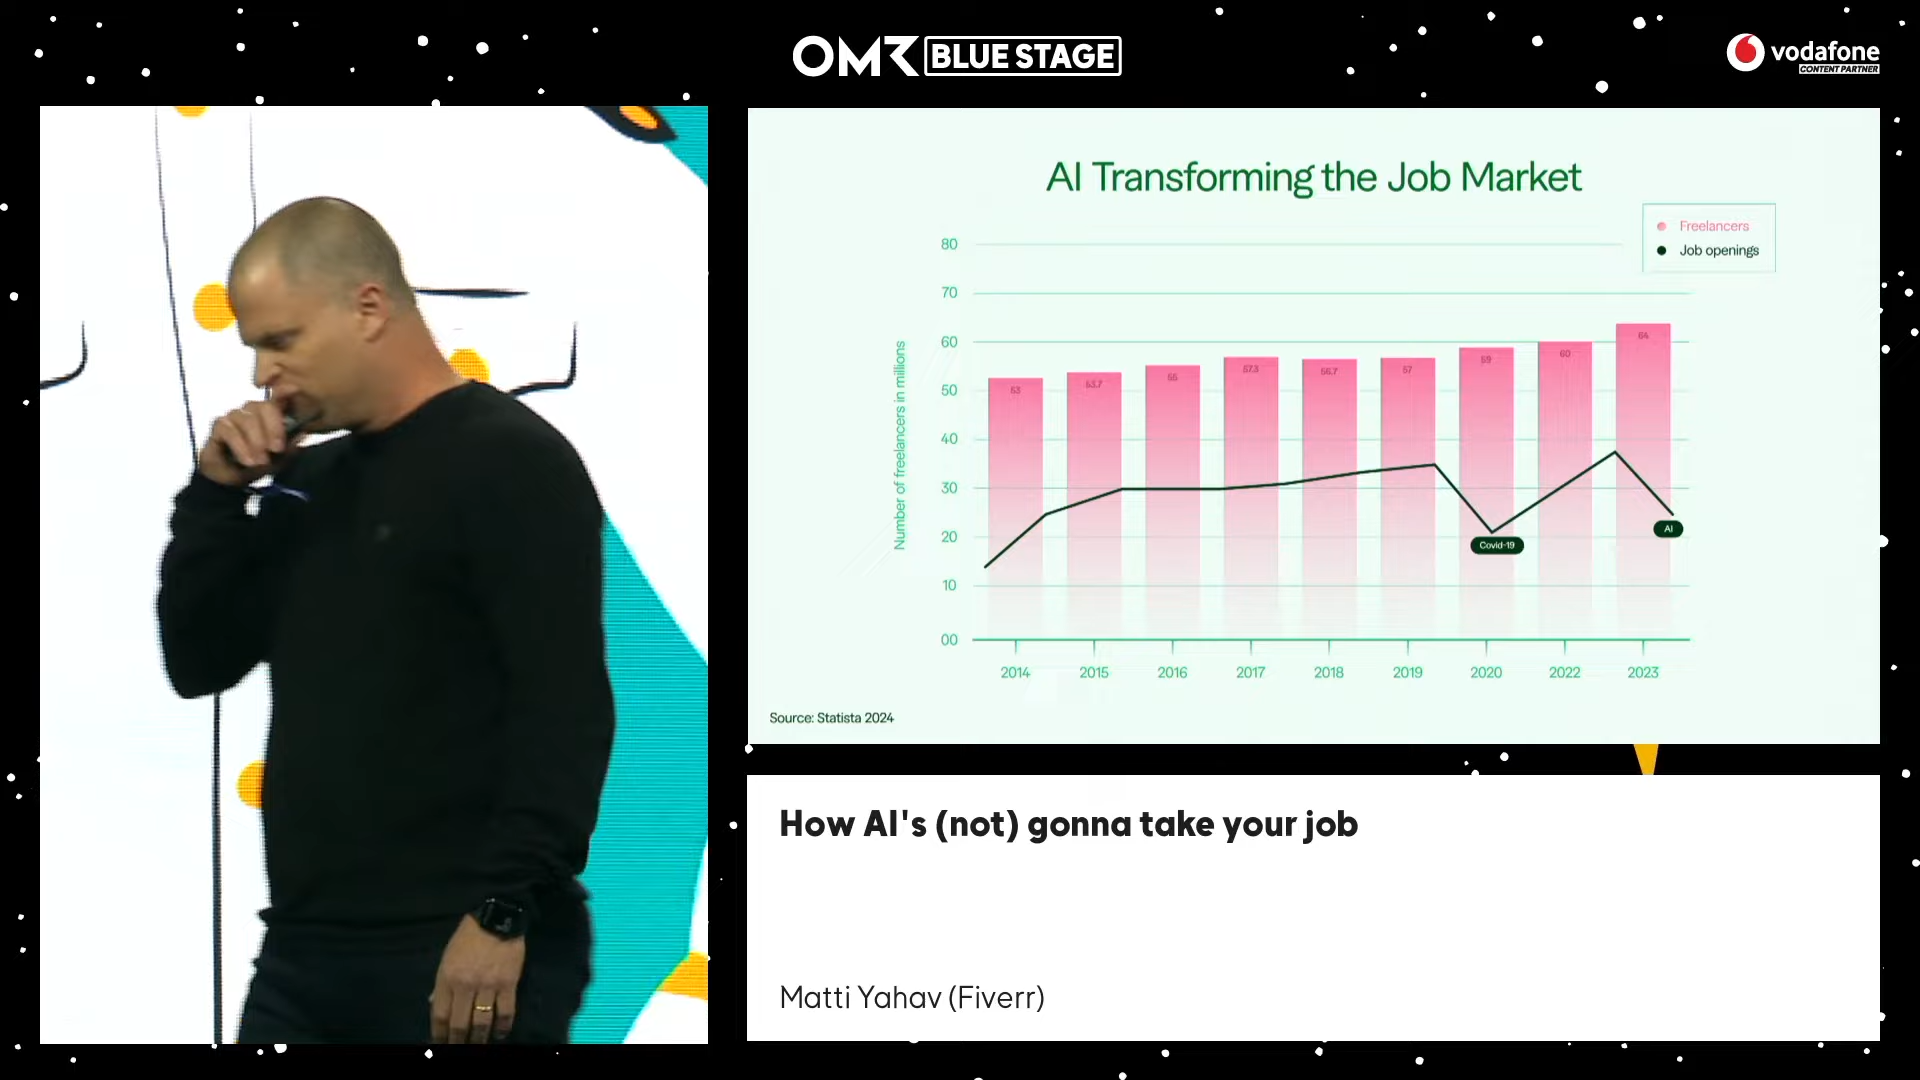 OMR BLUE STAGE
vodafone
CONTENT PARTNER
AI Transforming the Job Market
Freelancers
Job openings
Number of freelancers in millions
80
70
60
50
40
30
20
10
00
53
53.7
55
57.3
56.7
57
59
60
64
Covid-19
AI
2014
2015
2016
2017
2018
2019
2020
2022
2023
Source: Statista 2024
How AI's (not) gonna take your job
Matti Yahav (Fiverr)